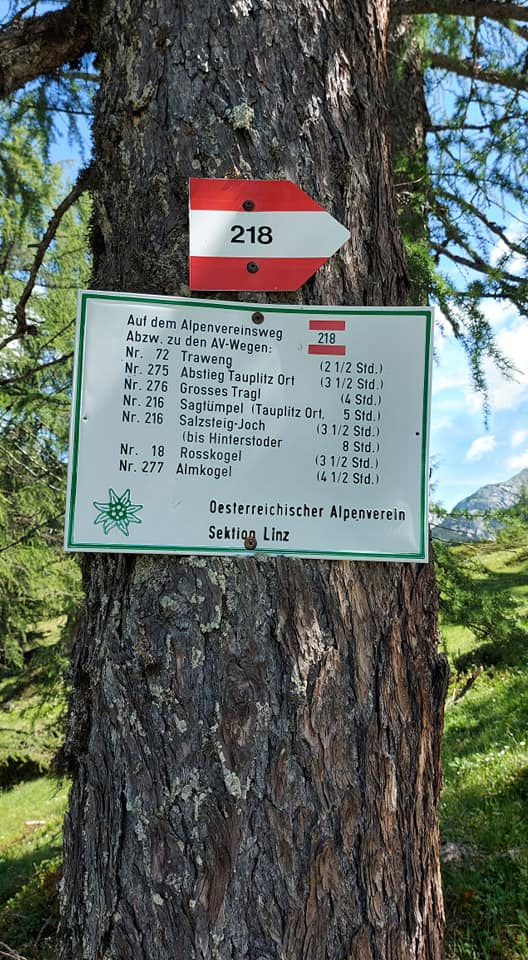 218
Auf dem Alpenvereinsweg 218
Abzw. zu den AV-Wegen:
Nr. 72 Traweng (2 1/2 Std.)
Nr. 275 Abstieg Tauplitz Ort (3 1/2 Std.)
Nr. 276 Grosses Tragl (4 Std.)
Nr. 216 Sagtümpel (Tauplitz Ort, 5 Std.)
Nr. 216 Salzsteig-Joch (3 1/2 Std.)
(bis Hinterstoder 8 Std.)
Nr. 18 Rosskogel (3 1/2 Std.)
Nr. 277 Almkogel (4 1/2 Std.)
Oesterreichischer Alpenverein
Sektion Linz